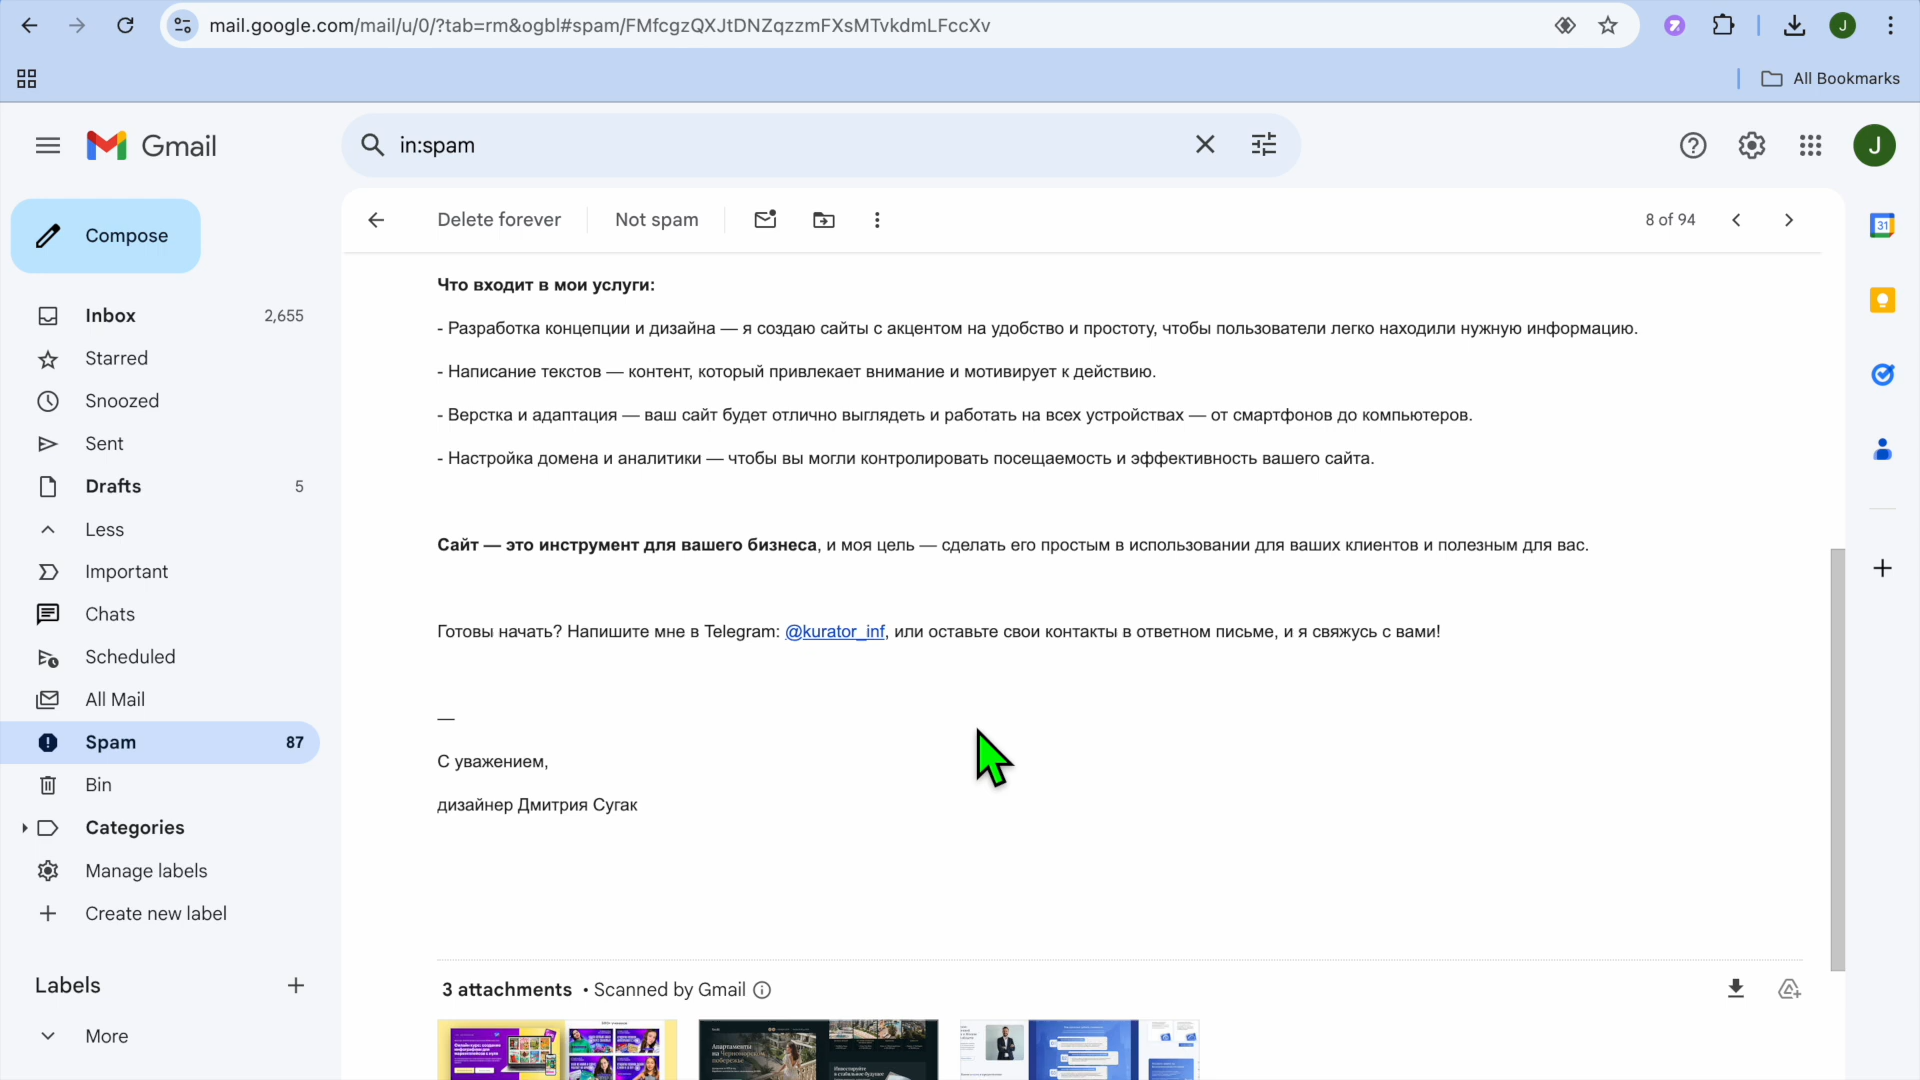 mail.google.com/mail/u/0/?tab=rm&ogbl#spam/FMfcgzQXJtDNZqzzmFXsMTvkdmLFccXv
J
All Bookmarks
Gmail
in:spam
J
Compose
Delete forever
Not spam
8 of 94
31
Inbox 2,655
Starred
Snoozed
Sent
Drafts 5
Less
Important
Chats
Scheduled
All Mail
Spam 87
Bin
Categories
Manage labels
Create new label
Labels
More
Что входит в мои услуги:
- Разработка концепции и дизайна — я создаю сайты с акцентом на удобство и простоту, чтобы пользователи легко находили нужную информацию.
- Написание текстов — контент, который привлекает внимание и мотивирует к действию.
- Верстка и адаптация — ваш сайт будет отлично выглядеть и работать на всех устройствах — от смартфонов до компьютеров.
- Настройка домена и аналитики — чтобы вы могли контролировать посещаемость и эффективность вашего сайта.
Сайт — это инструмент для вашего бизнеса, и моя цель — сделать его простым в использовании для ваших клиентов и полезным для вас.
Готовы начать? Напишите мне в Telegram: @kurator_inf, или оставьте свои контакты в ответном письме, и я свяжусь с вами!
—
С уважением,
дизайнер Дмитрия Сугак
3 attachments • Scanned by Gmail
Апартаменты
на Черноморском
побережье